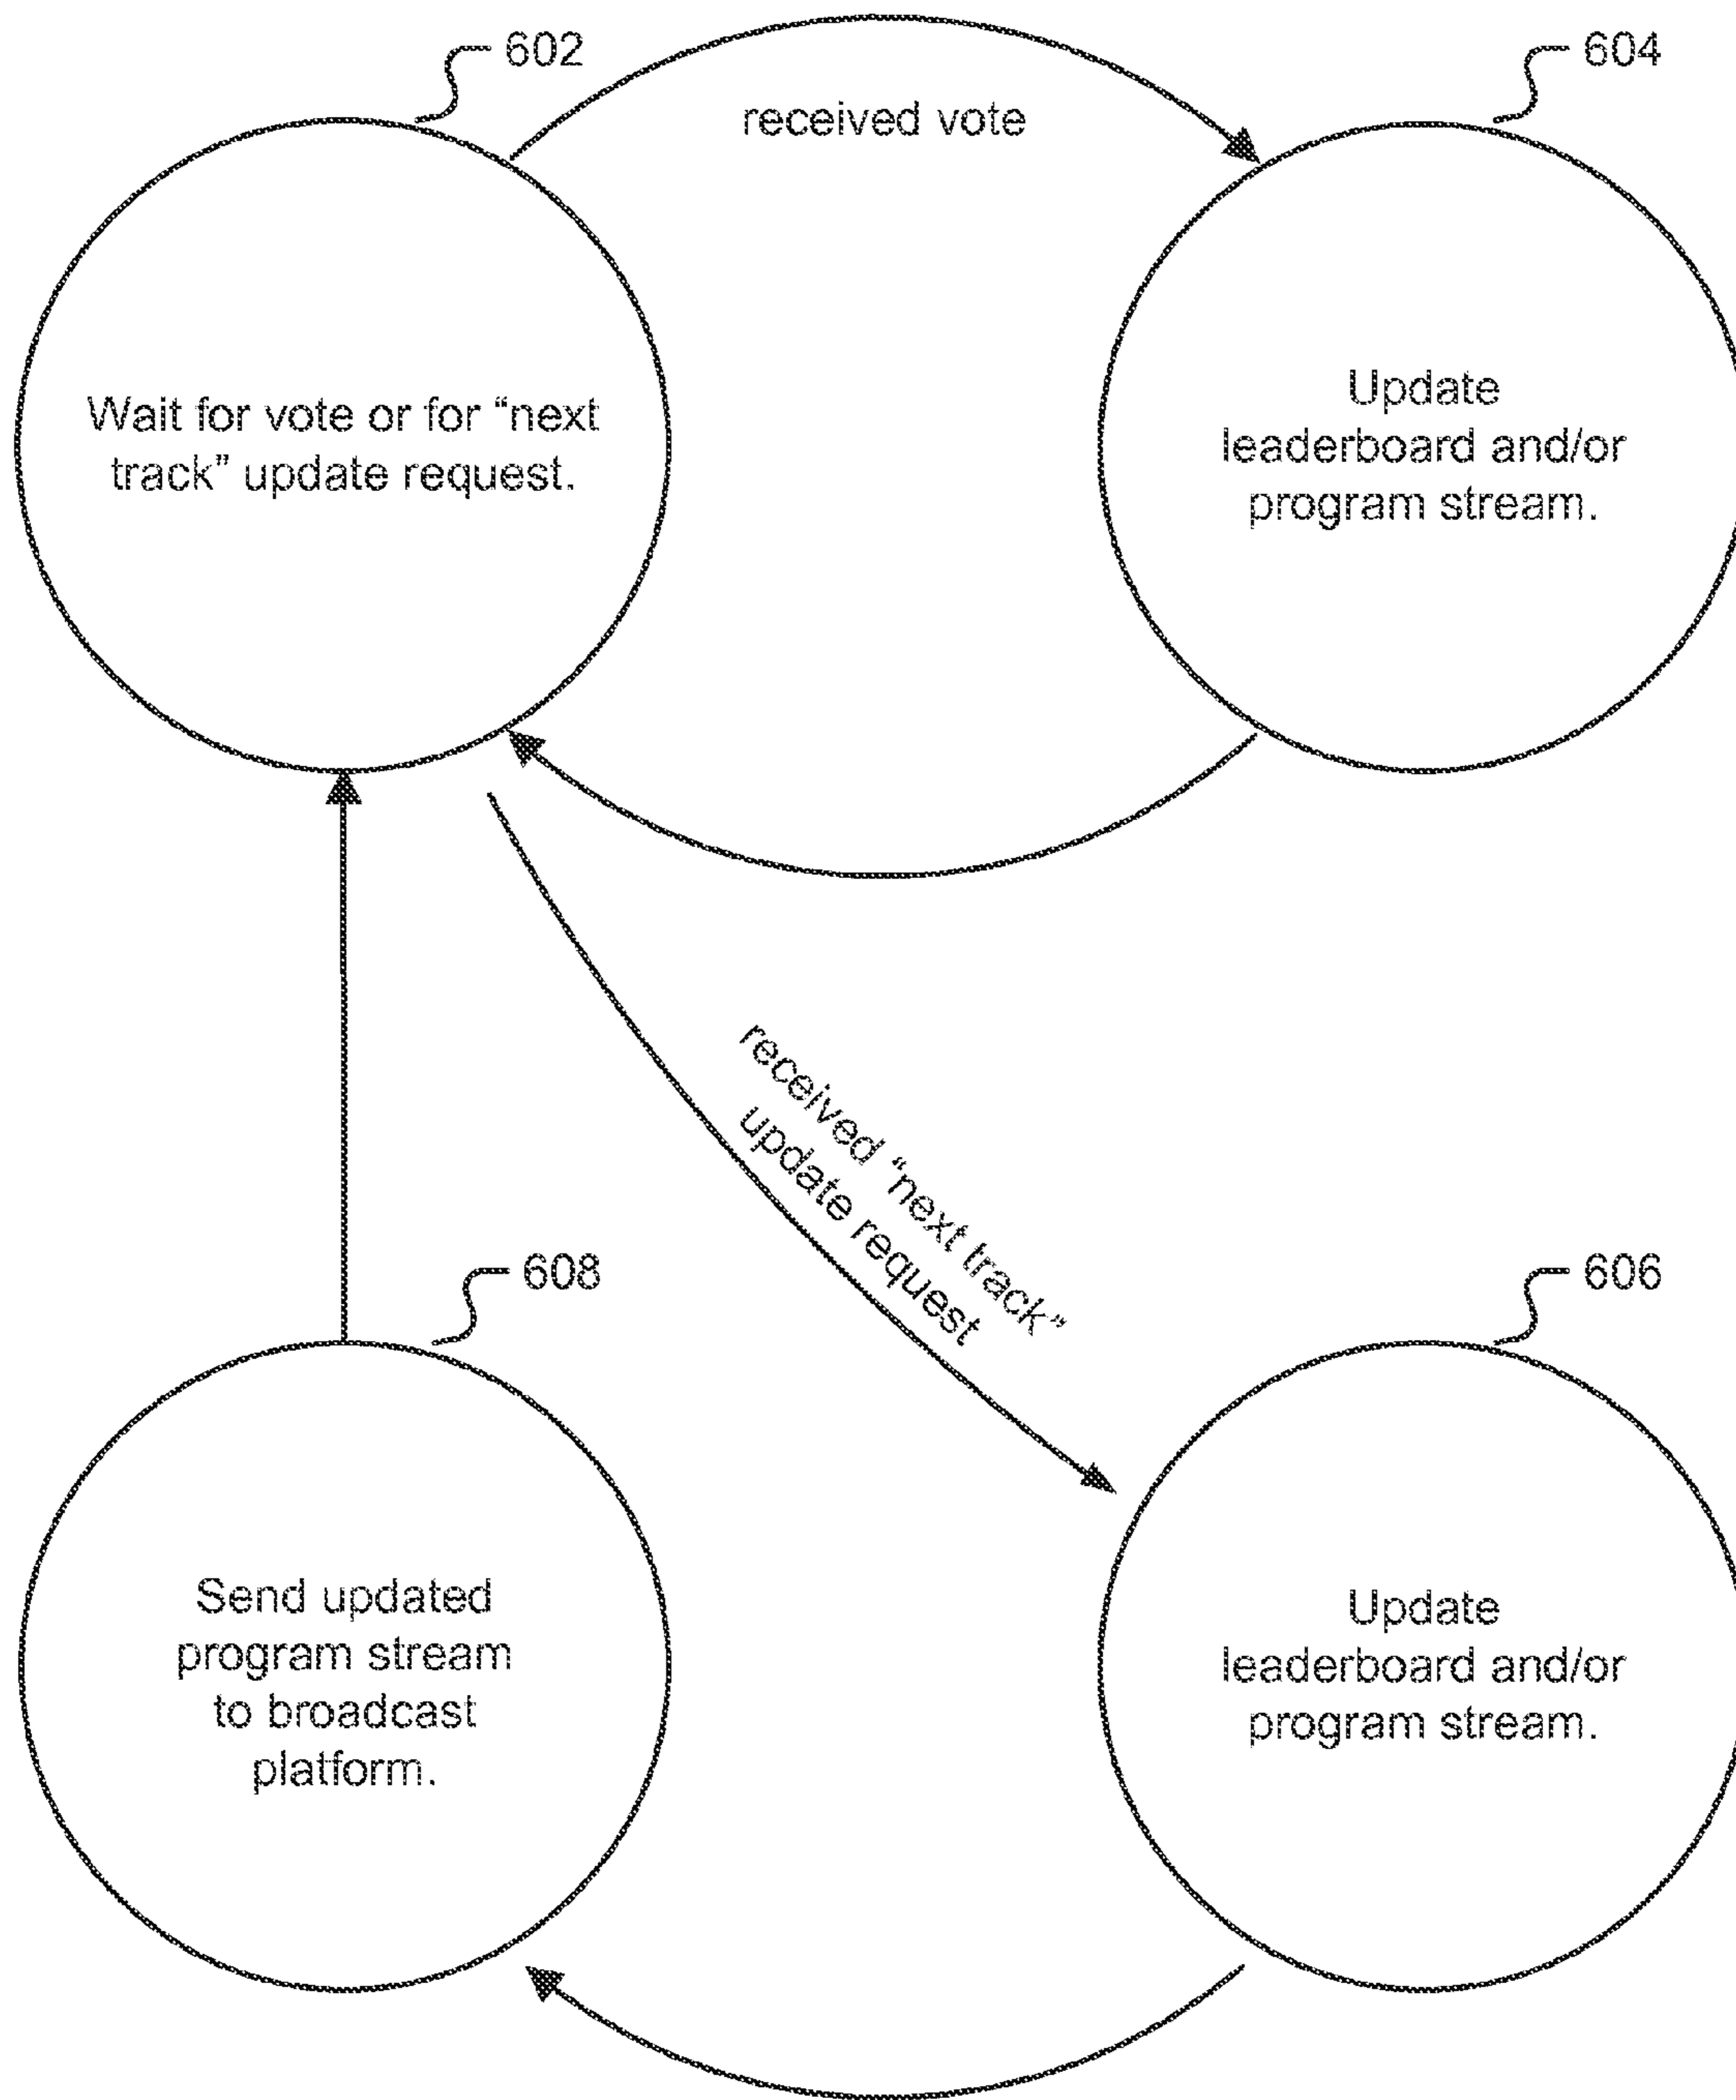 602
received vote
604
Wait for vote or for “next
track” update request.
Update
leaderboard and/or
program stream.
received “next track”
update request
608
606
Send updated
program stream
to broadcast
platform.
Update
leaderboard and/or
program stream.